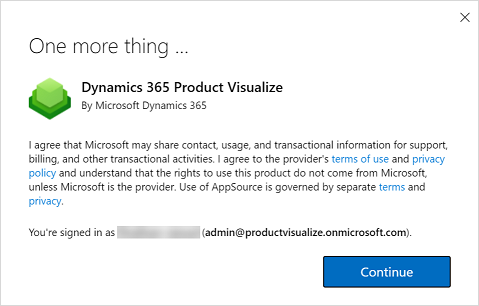 One more thing ...
Dynamics 365 Product Visualize
By Microsoft Dynamics 365
I agree that Microsoft may share contact, usage, and transactional information for support,
billing, and other transactional activities. I agree to the provider's terms of use and privacy
policy and understand that the rights to use this product do not come from Microsoft,
unless Microsoft is the provider. Use of AppSource is governed by separate terms and
privacy.
You're signed in as (admin@productvisualize.onmicrosoft.com).
Continue